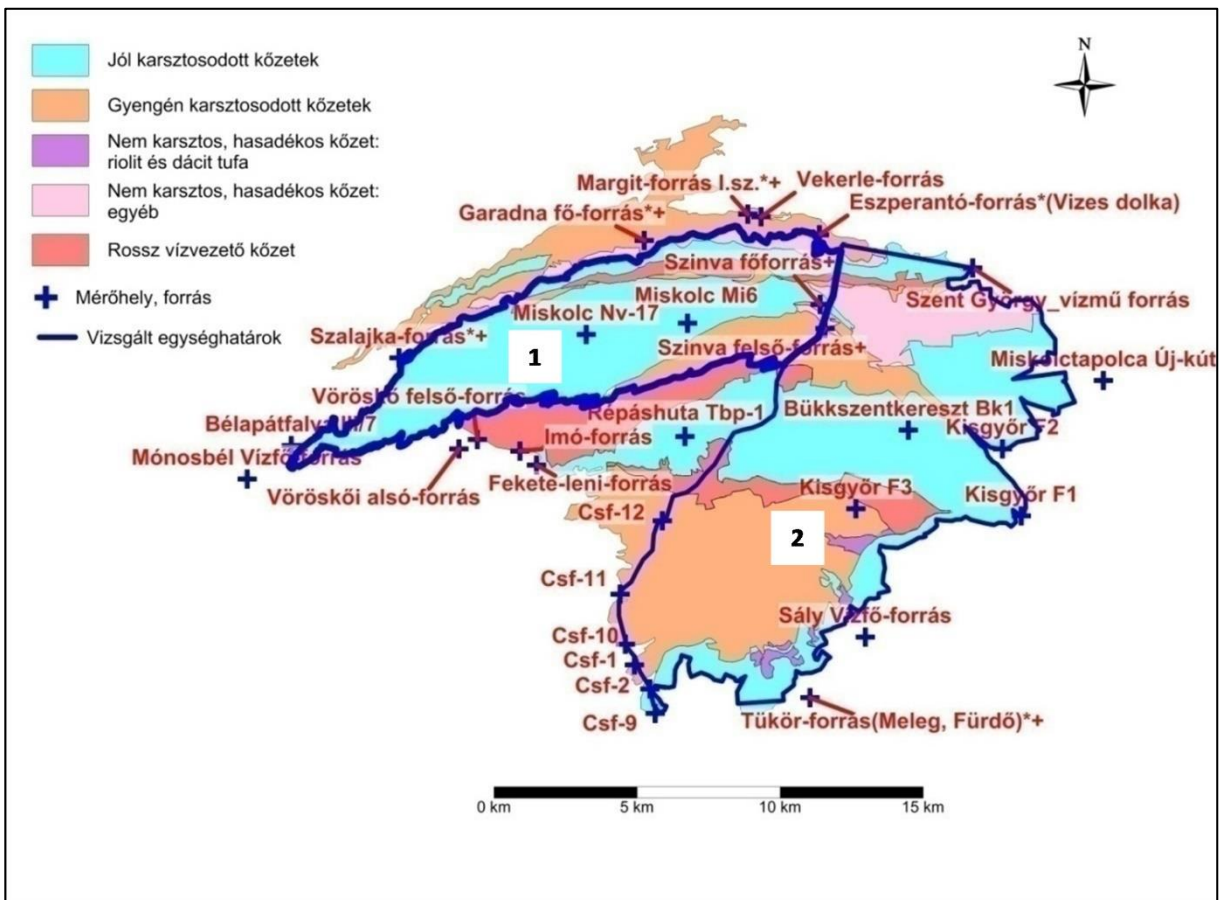 Jól karsztosodott kőzetek
Gyengén karsztosodott kőzetek
Nem karsztos, hasadékos kőzet:
riolit és dácit tufa
Nem karsztos, hasadékos kőzet:
egyéb
Rossz vízvezető kőzet
Mérőhely, forrás
Vizsgált egységhatárok
N
Margit-forrás I.sz.*+
Vekerle-forrás
Garadna fő-forrás*+
Eszperantó-forrás*(Vizes dolka)
Szinva főforrás+
Miskolc Mi6
Szent György_vízmű forrás
Miskolc Nv-17
Szalajka-forrás*+
1
Szinva felső-forrás+
Miskolctapolca Új-kút
Vöröskő felső-forrás
Répáshuta Tbp-1
Bükkszentkereszt Bk1
Bélapátfalva III/7
Imó-forrás
Kisgyőr F2
Mónosbél Vízfő-forrás
Vöröskői alsó-forrás
Fekete-leni-forrás
Kisgyőr F3
Kisgyőr F1
Csf-12
2
Csf-11
Sály Vízfő-forrás
Csf-10
Csf-1
Csf-2
Csf-9
Tükör-forrás(Meleg, Fürdő)*+
0 km
5 km
10 km
15 km